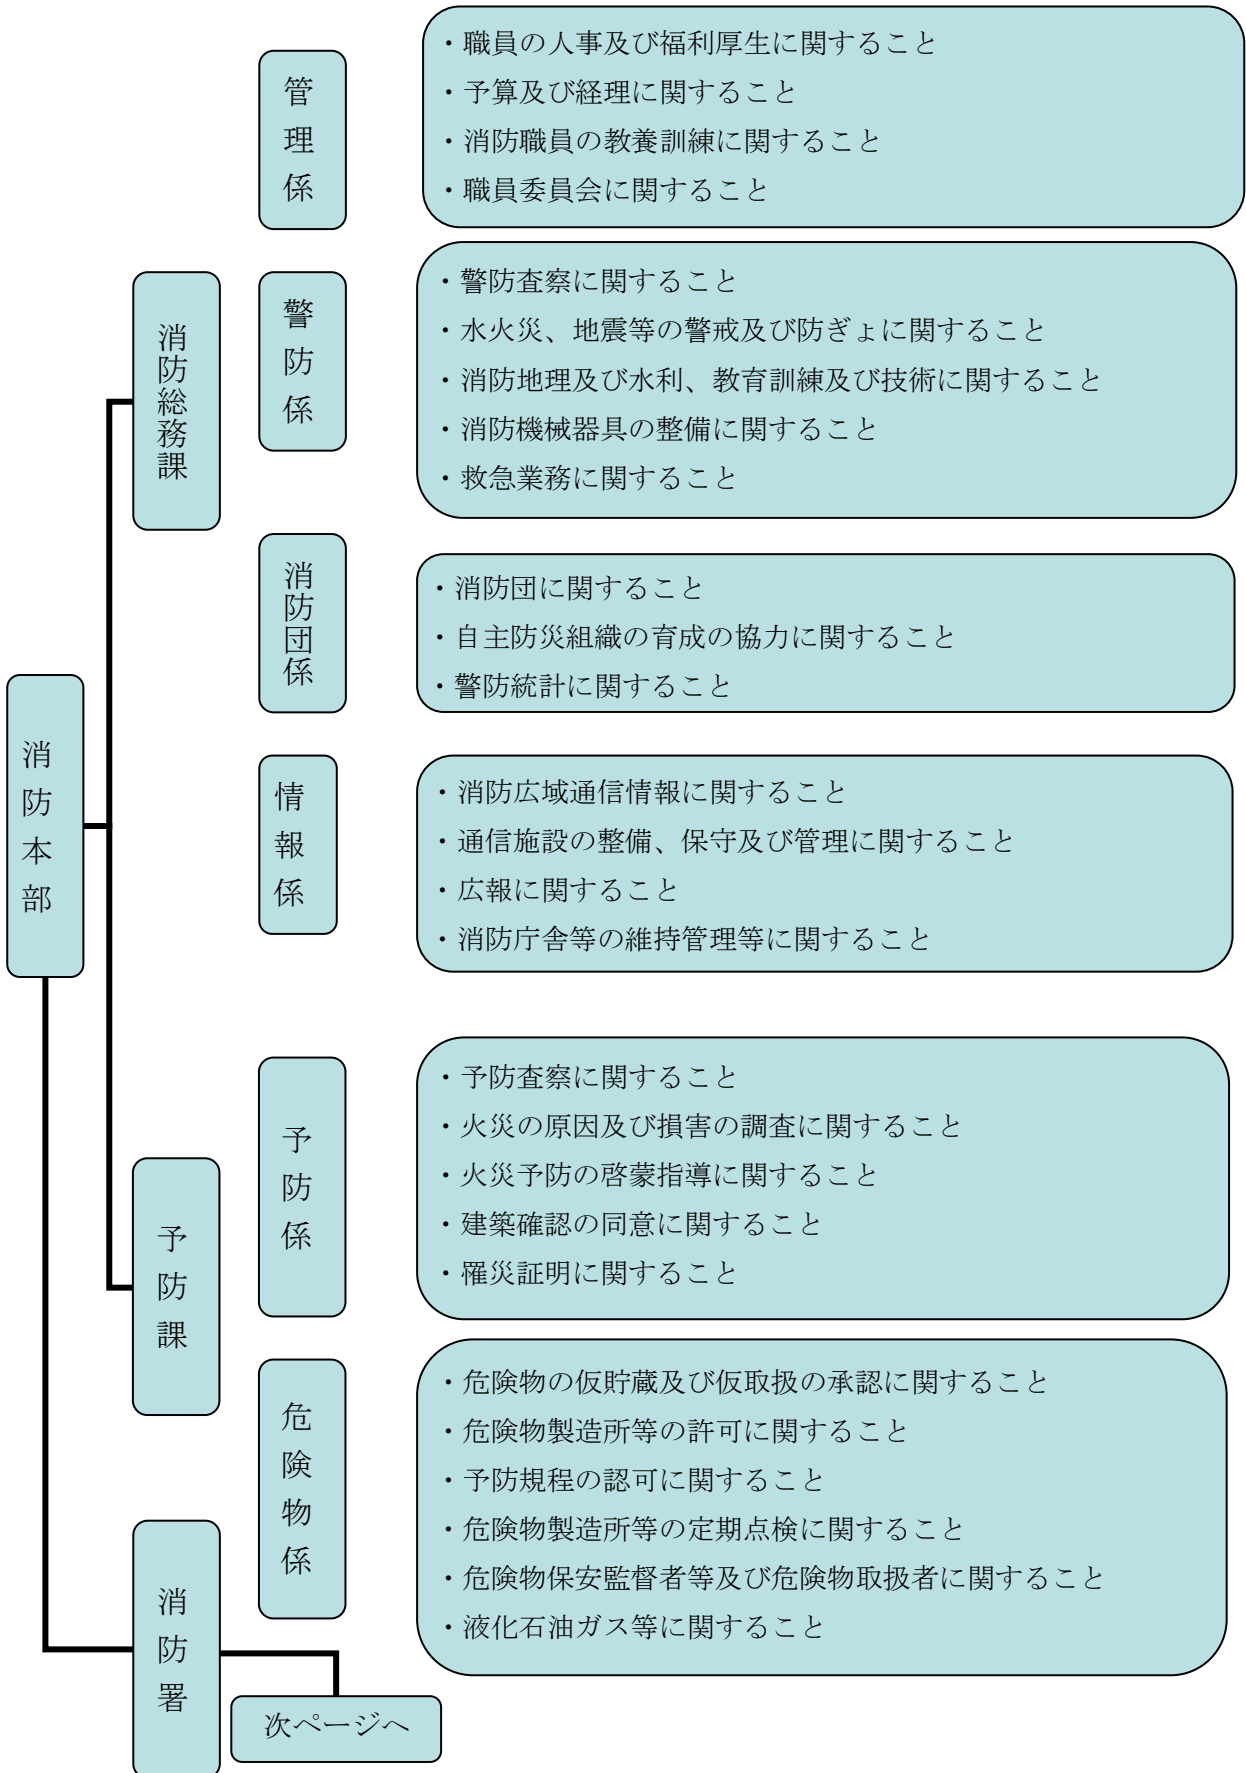 消防本部
消防総務課
管理係
・職員の人事及び福利厚生に関すること
・予算及び経理に関すること
・消防職員の教養訓練に関すること
・職員委員会に関すること
警防係
・警防査察に関すること
・水火災、地震等の警戒及び防ぎょに関すること
・消防地理及び水利、教育訓練及び技術に関すること
・消防機械器具の整備に関すること
・救急業務に関すること
消防団係
・消防団に関すること
・自主防災組織の育成の協力に関すること
・警防統計に関すること
情報係
・消防広域通信情報に関すること
・通信施設の整備、保守及び管理に関すること
・広報に関すること
・消防庁舎等の維持管理等に関すること
予防課
予防係
・予防査察に関すること
・火災の原因及び損害の調査に関すること
・火災予防の啓蒙指導に関すること
・建築確認の同意に関すること
・罹災証明に関すること
危険物係
・危険物の仮貯蔵及び仮取扱の承認に関すること
・危険物製造所等の許可に関すること
・予防規程の認可に関すること
・危険物製造所等の定期点検に関すること
・危険物保安監督者等及び危険物取扱者に関すること
・液化石油ガス等に関すること
消防署
次ページへ